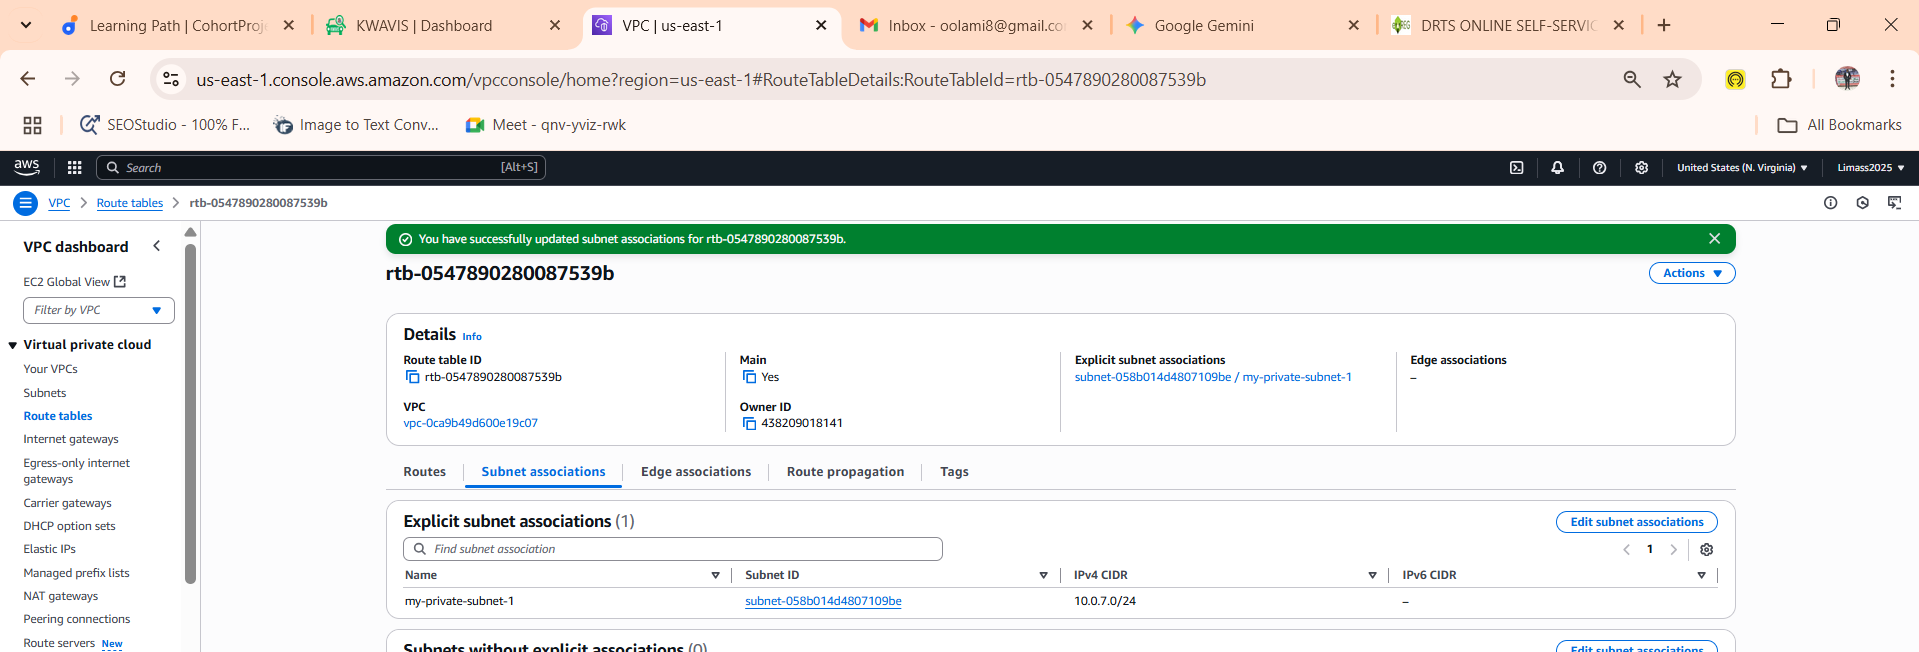 Learning Path | CohortProj
KWAVIS | Dashboard
VPC | us-east-1
Inbox - oolami8@gmail.co
Google Gemini
DRTS ONLINE SELF-SERVIC
us-east-1.console.aws.amazon.com/vpcconsole/home?region=us-east-1#RouteTableDetails:RouteTableId=rtb-0547890280087539b
SEOStudio - 100% F...
Image to Text Conv...
Meet - qnv-yviz-rwk
All Bookmarks
aws
Search
[Alt+S]
United States (N. Virginia)
Limass2025
VPC
Route tables
rtb-0547890280087539b
VPC dashboard
EC2 Global View
Filter by VPC
Virtual private cloud
Your VPCs
Subnets
Route tables
Internet gateways
Egress-only internet
gateways
Carrier gateways
DHCP option sets
Elastic IPs
Managed prefix lists
NAT gateways
Peering connections
Route servers New
You have successfully updated subnet associations for rtb-0547890280087539b.
rtb-0547890280087539b
Actions
Details Info
Route table ID
rtb-0547890280087539b
Main
Yes
Explicit subnet associations
subnet-058b014d4807109be / my-private-subnet-1
Edge associations
–
VPC
vpc-0ca9b49d600e19c07
Owner ID
438209018141
Routes
Subnet associations
Edge associations
Route propagation
Tags
Explicit subnet associations (1)
Edit subnet associations
Find subnet association
1
Name
Subnet ID
IPv4 CIDR
IPv6 CIDR
my-private-subnet-1
subnet-058b014d4807109be
10.0.7.0/24
–
Subnets without explicit associations (0)
Edit subnet associations